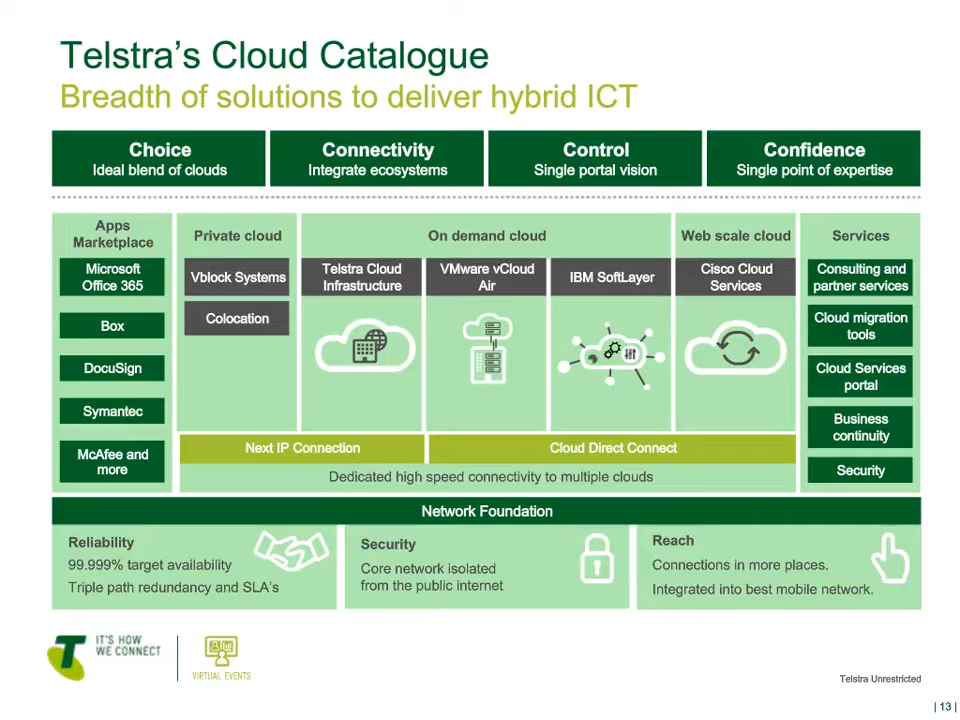 Telstra’s Cloud Catalogue
Breadth of solutions to deliver hybrid ICT
Choice
Ideal blend of clouds
Connectivity
Integrate ecosystems
Control
Single portal vision
Confidence
Single point of expertise
Apps
Marketplace
Microsoft
Office 365
Box
DocuSign
Symantec
McAfee and
more
Private cloud
Vblock Systems
Colocation
On demand cloud
Telstra Cloud
Infrastructure
VMware vCloud
Air
IBM SoftLayer
Web scale cloud
Cisco Cloud
Services
Next IP Connection
Cloud Direct Connect
Dedicated high speed connectivity to multiple clouds
Services
Consulting and
partner services
Cloud migration
tools
Cloud Services
portal
Business
continuity
Security
Network Foundation
Reliability
99.999% target availability
Triple path redundancy and SLA’s
Security
Core network isolated
from the public internet
Reach
Connections in more places.
Integrated into best mobile network.
IT'S HOW
WE CONNECT
VIRTUAL EVENTS
Telstra Unrestricted
| 13 |